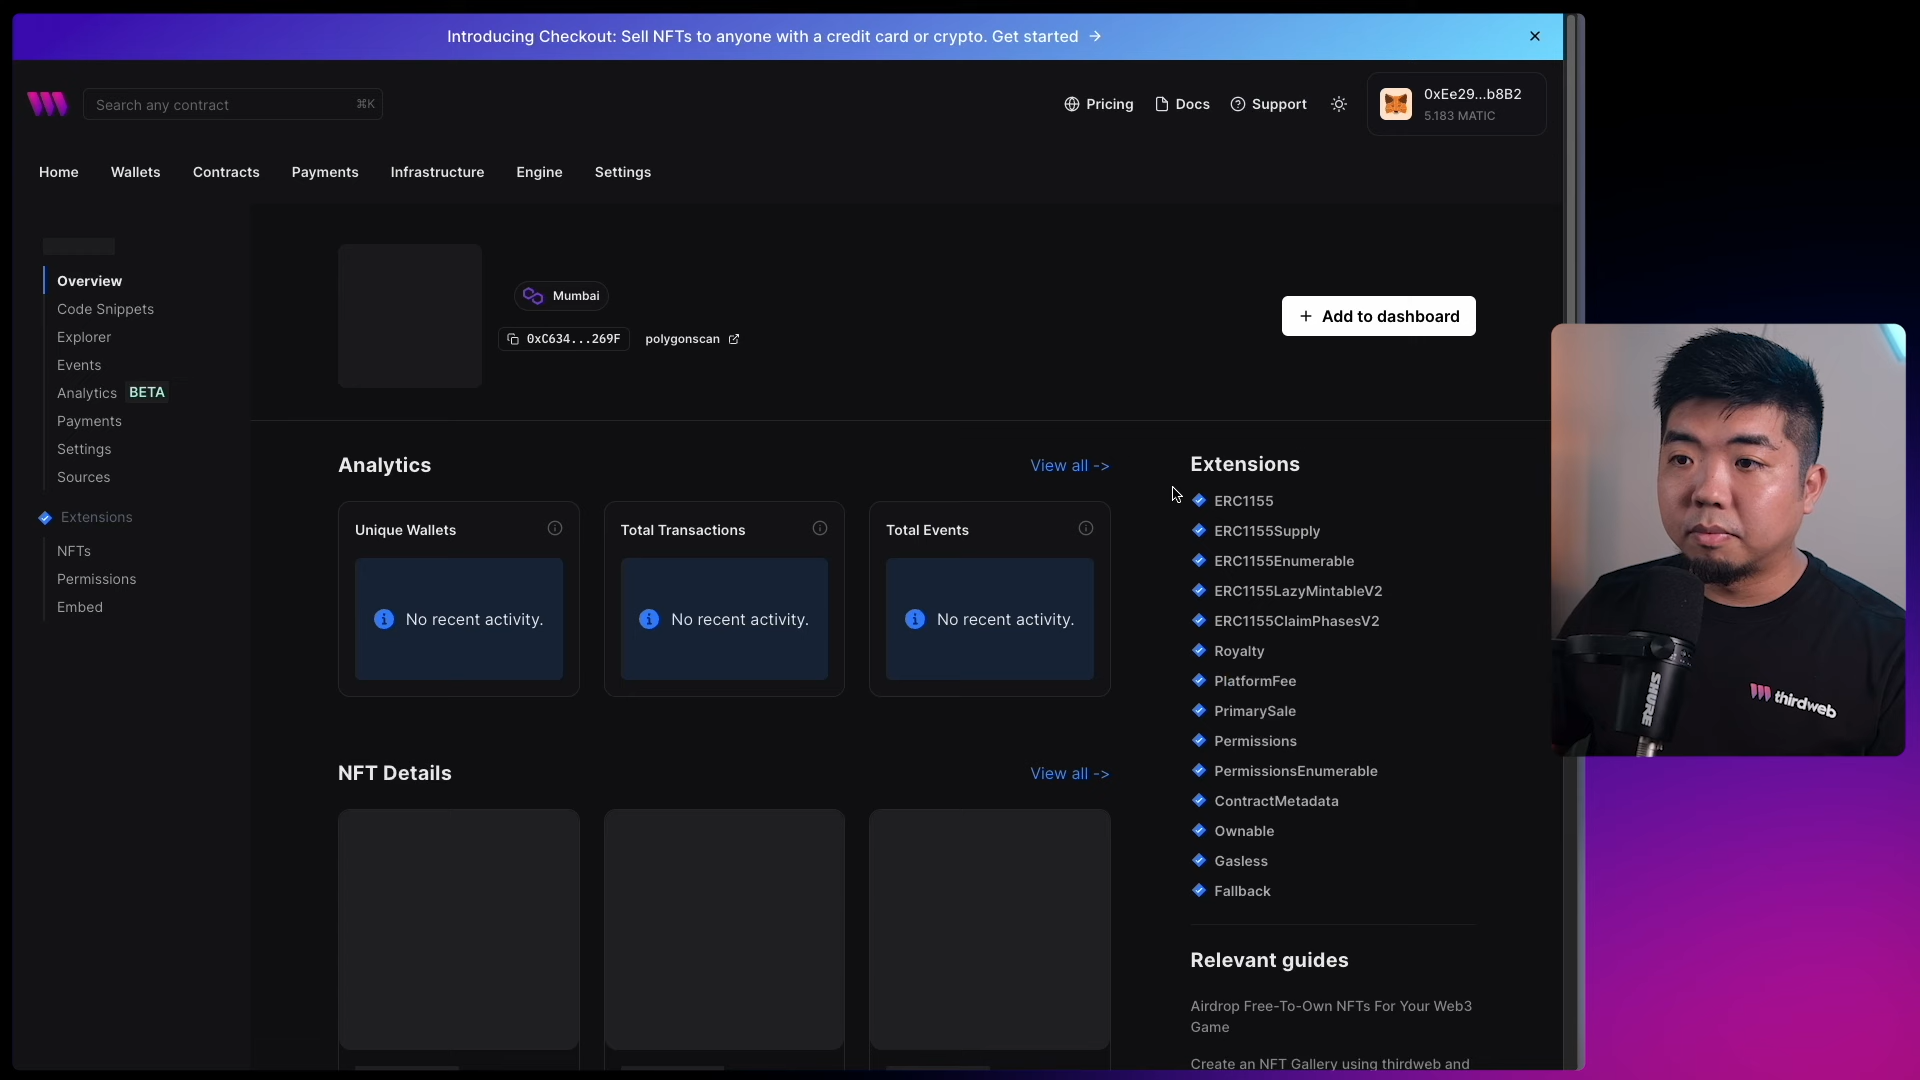 Introducing Checkout: Sell NFTs to anyone with a credit card or crypto. Get started →
Search any contract
⌘K
Pricing
Docs
Support
0xEe29...b8B2
5.183 MATIC
Home
Wallets
Contracts
Payments
Infrastructure
Engine
Settings
Overview
Code Snippets
Explorer
Events
Analytics BETA
Payments
Settings
Sources
Extensions
NFTs
Permissions
Embed
Mumbai
0xC634...269F
polygonscan
+ Add to dashboard
Analytics
View all ->
Unique Wallets
No recent activity.
Total Transactions
No recent activity.
Total Events
No recent activity.
NFT Details
View all ->
Extensions
ERC1155
ERC1155Supply
ERC1155Enumerable
ERC1155LazyMintableV2
ERC1155ClaimPhasesV2
Royalty
PlatformFee
PrimarySale
Permissions
PermissionsEnumerable
ContractMetadata
Ownable
Gasless
Fallback
Relevant guides
Airdrop Free-To-Own NFTs For Your Web3
Game
Create an NFT Gallery using thirdweb and
SHURE
thirdweb